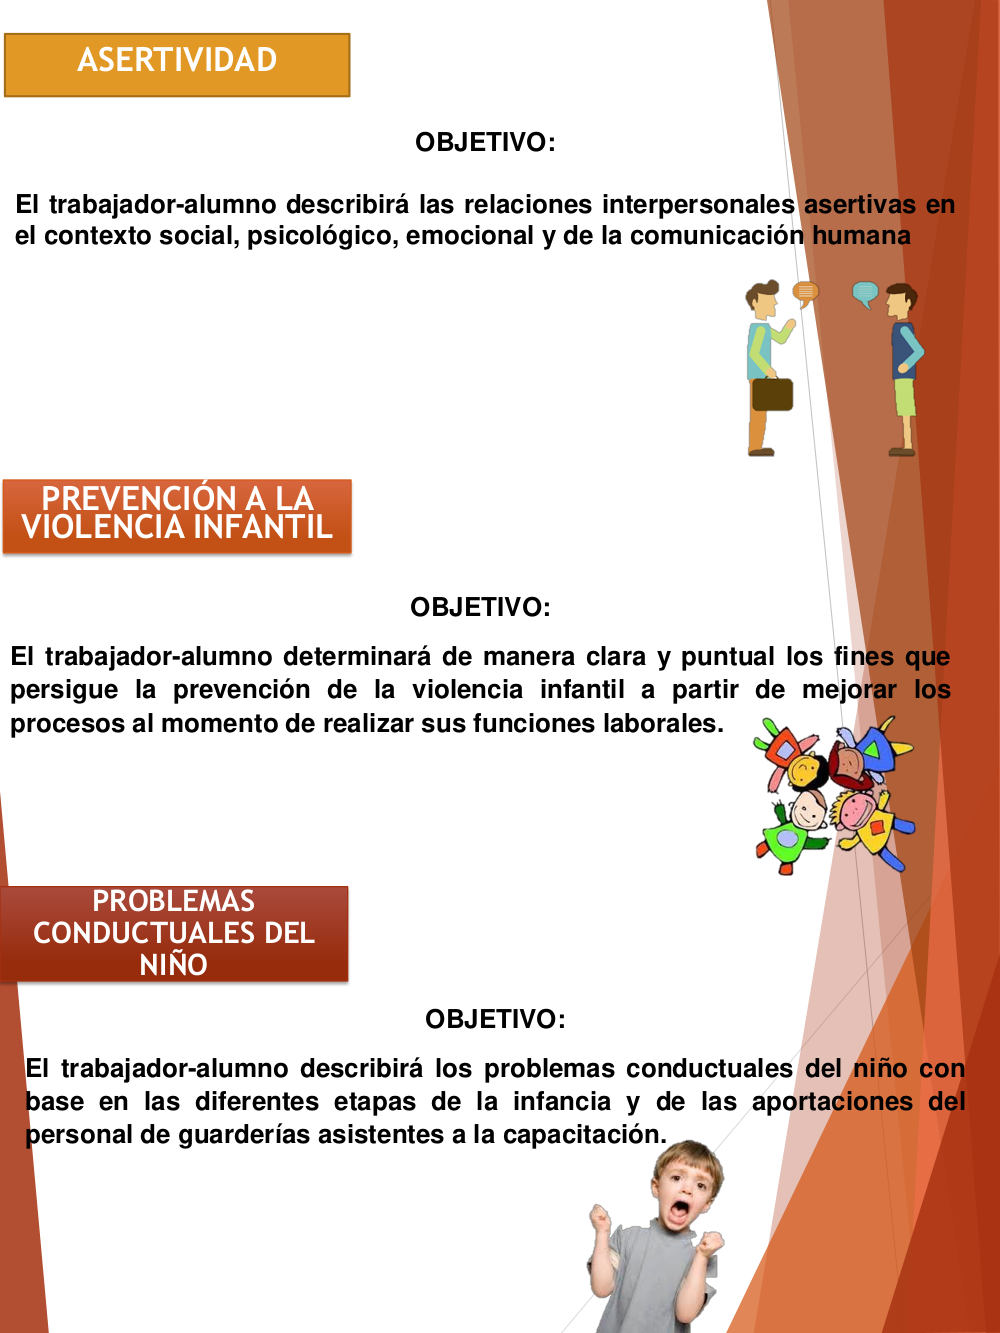 ASERTIVIDAD
OBJETIVO:
El trabajador-alumno describirá las relaciones interpersonales asertivas en
el contexto social, psicológico, emocional y de la comunicación humana
PREVENCIÓN A LA
VIOLENCIA INFANTIL
OBJETIVO:
El trabajador-alumno determinará de manera clara y puntual los fines que
persigue la prevención de la violencia infantil a partir de mejorar los
procesos al momento de realizar sus funciones laborales.
PROBLEMAS
CONDUCTUALES DEL
NIÑO
OBJETIVO:
El trabajador-alumno describirá los problemas conductuales del niño con
base en las diferentes etapas de la infancia y de las aportaciones del
personal de guarderías asistentes a la capacitación.